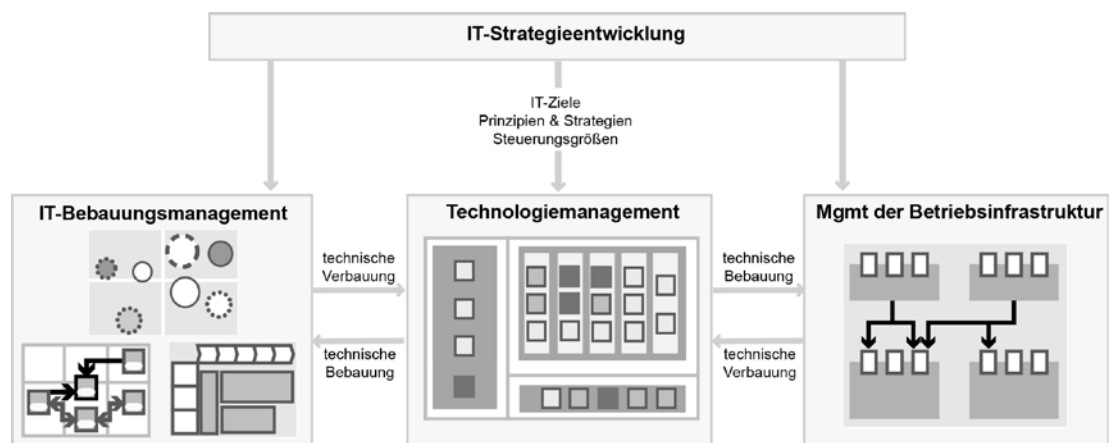 IT-Strategieentwicklung
IT-Ziele
Prinzipien & Strategien
Steuerungsgrößen
IT-Bebauungsmanagement
technische
Verbauung
technische
Bebauung
Technologiemanagement
technische
Bebauung
technische
Verbauung
Mgmt der Betriebsinfrastruktur